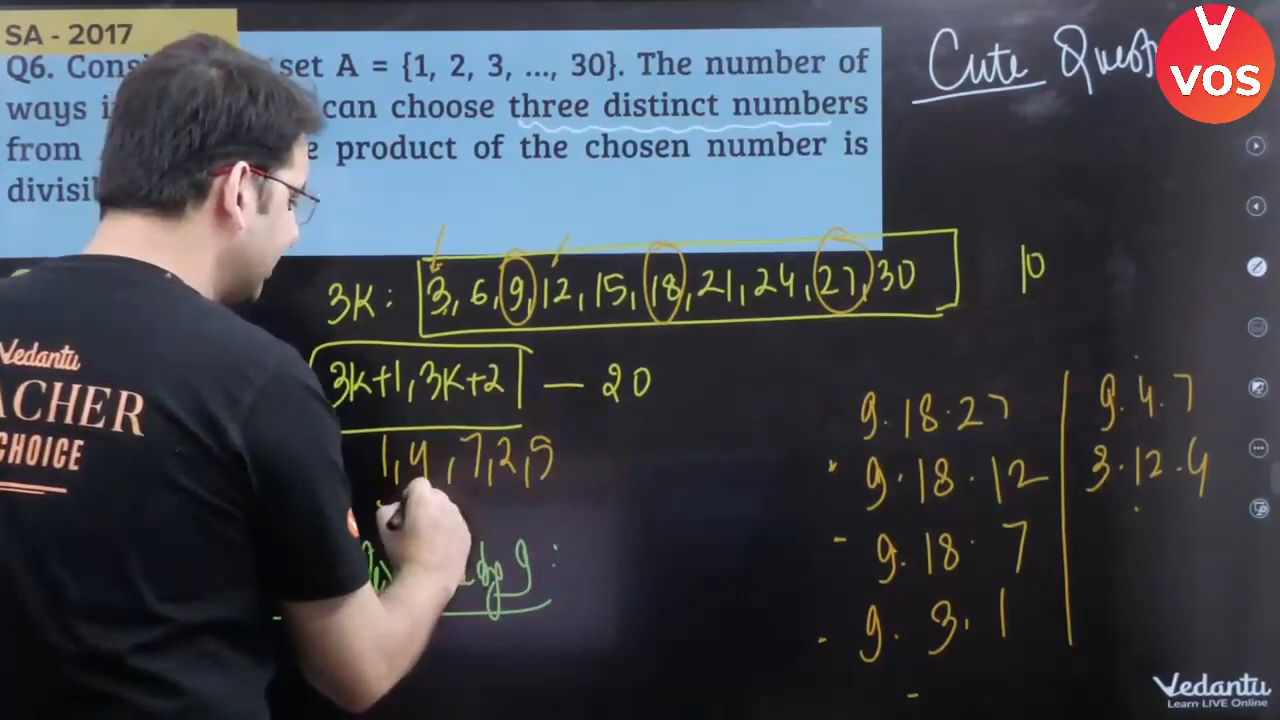 SA - 2017
Q6. Cons set A = {1, 2, 3, ..., 30}. The number of
ways i can choose three distinct numbers
from e product of the chosen number is
divisi
Cute Quest
VOS
3K : 3, 6, 9, 12, 15, 18, 21, 24, 27, 30
10
3K+1, 3K+2 — 20
1, 4, 7, 2, 5
by 9 :
9. 18. 27
9. 18. 12
9. 18. 7
9. 3. 1
9. 4. 7
3. 12. 4
Vedantu
ACHER
CHOICE
Vedantu
Learn LIVE Online